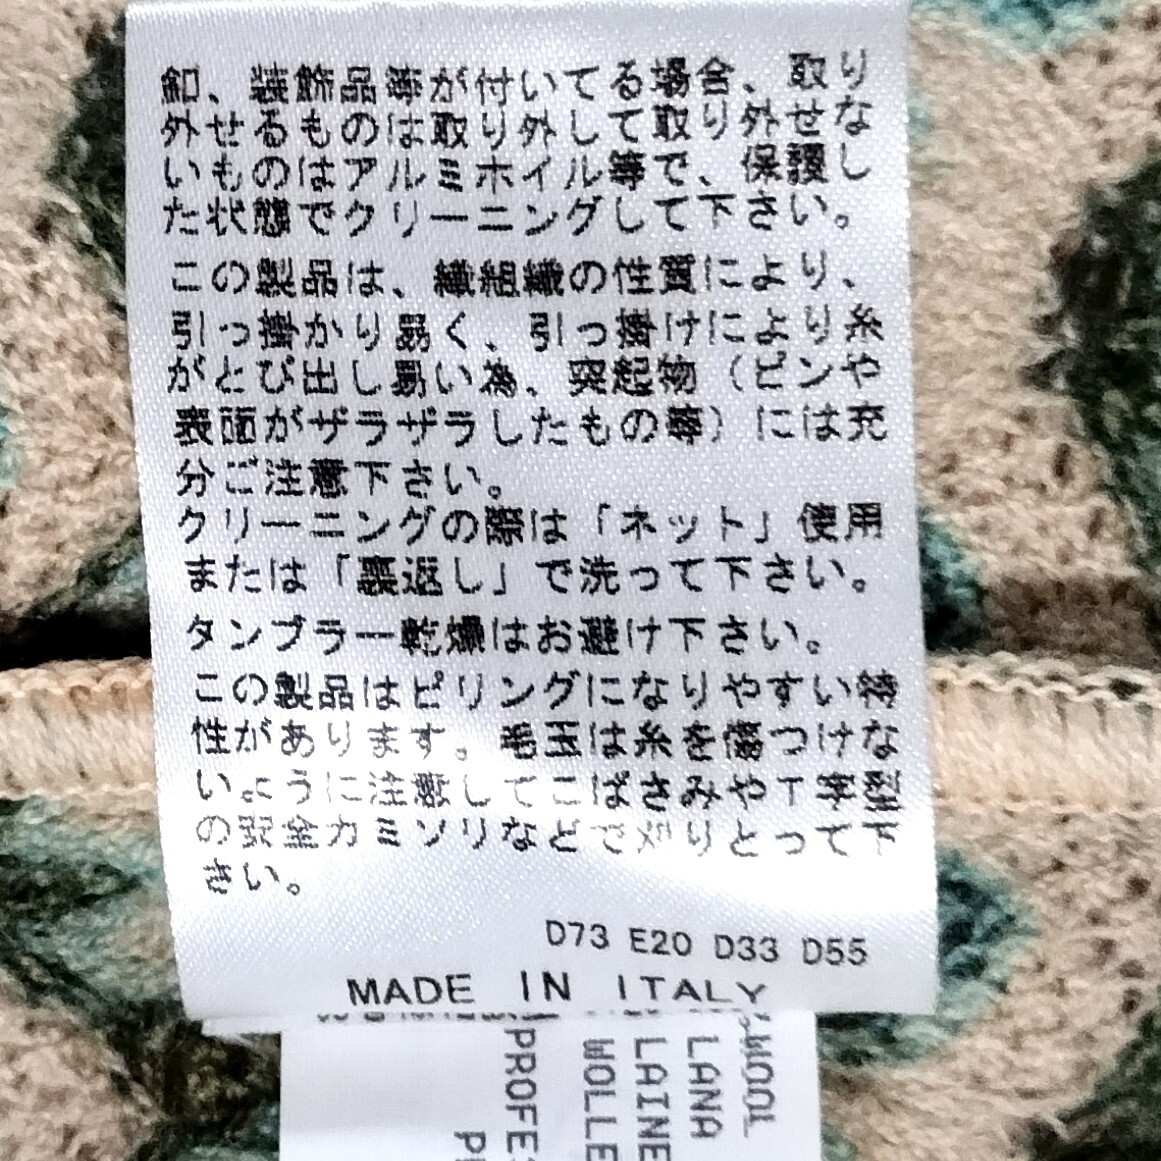 釦、装飾品等が付いてる場合、取り
外せるものは取り外して取り外せな
いものはアルミホイル等で、保護し
た状態でクリーニングして下さい。
この製品は、繊組織の性質により、
引っ掛かり易く、引っ掛けにより糸
がとび出し易い為、突起物（ピンや
表面がザラザラしたもの等）には充
分ご注意下さい。
クリーニングの際は「ネット」使用
または「裏返し」で洗って下さい。
タンブラー乾燥はお避け下さい。
この製品はピリングになりやすい特
性があります。毛玉は糸を傷つけな
いように注意してこばさみやT字型
の安全カミソリなどで刈りとって下
さい。
D73 E20 D33 D55
MADE IN ITALY
WOOL
LANA
LAINE
WOLLE
PROFES